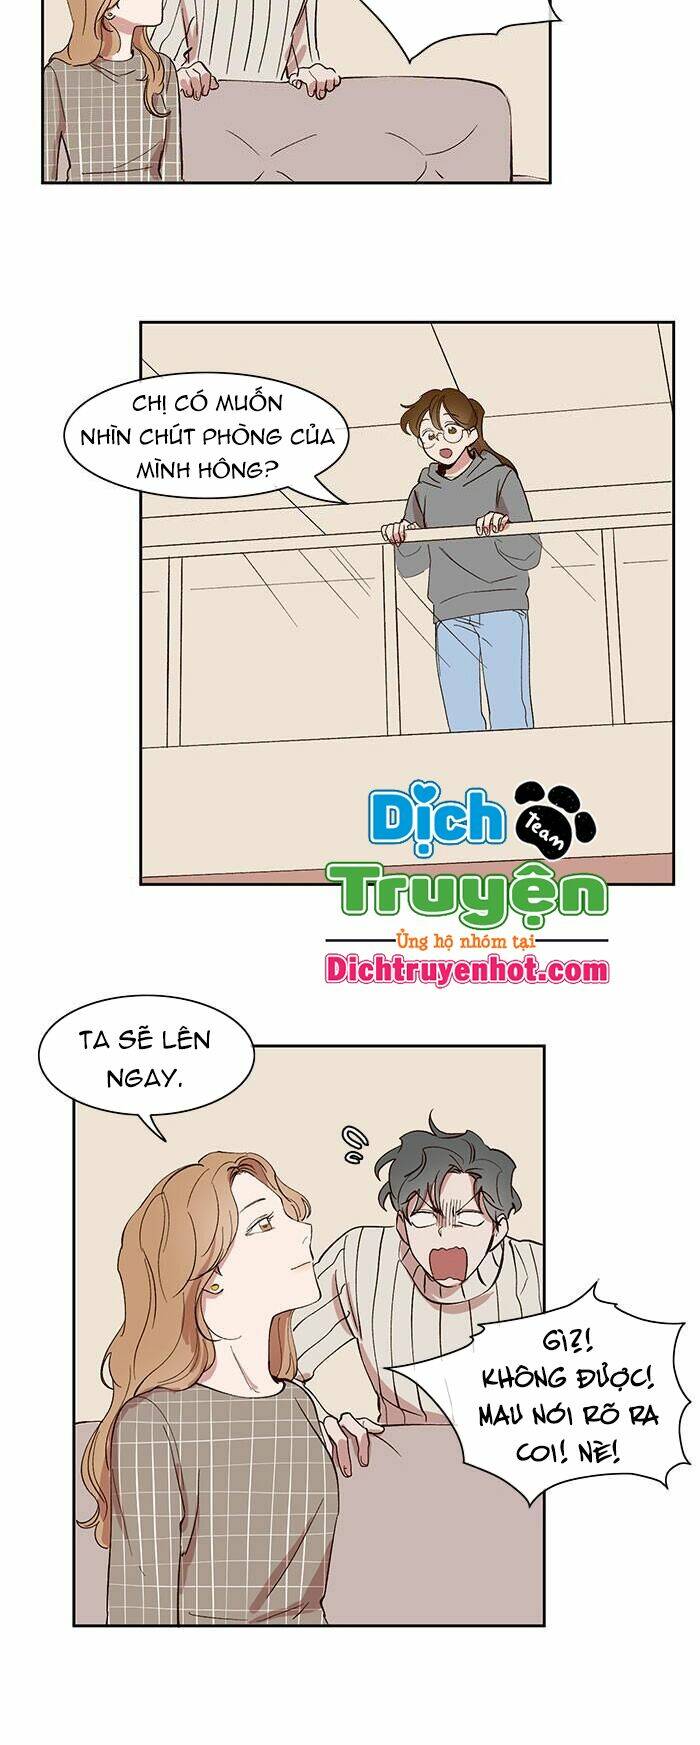 CHỊ CÓ MUỐN
NHÌN CHÚT PHÒNG CỦA
MÌNH HÔNG?
Dịch
Team
Truyện
Ủng hộ nhóm tại
Dichtruyenhot.com
TA SẼ LÊN
NGAY.
GÌ?!
KHÔNG ĐƯỢC!
MAU NÓI RÕ RA
COI! NÈ!